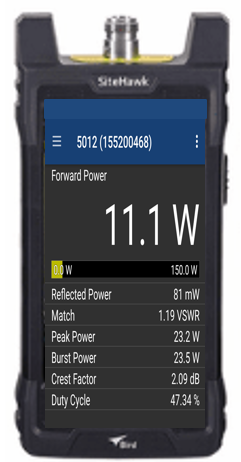 SiteHawk
5012 (155200468)
Forward Power
11.1 W
0.0 W 150.0 W
Reflected Power 81 mW
Match 1.19 VSWR
Peak Power 23.2 W
Burst Power 23.5 W
Crest Factor 2.09 dB
Duty Cycle 47.34 %
Bird